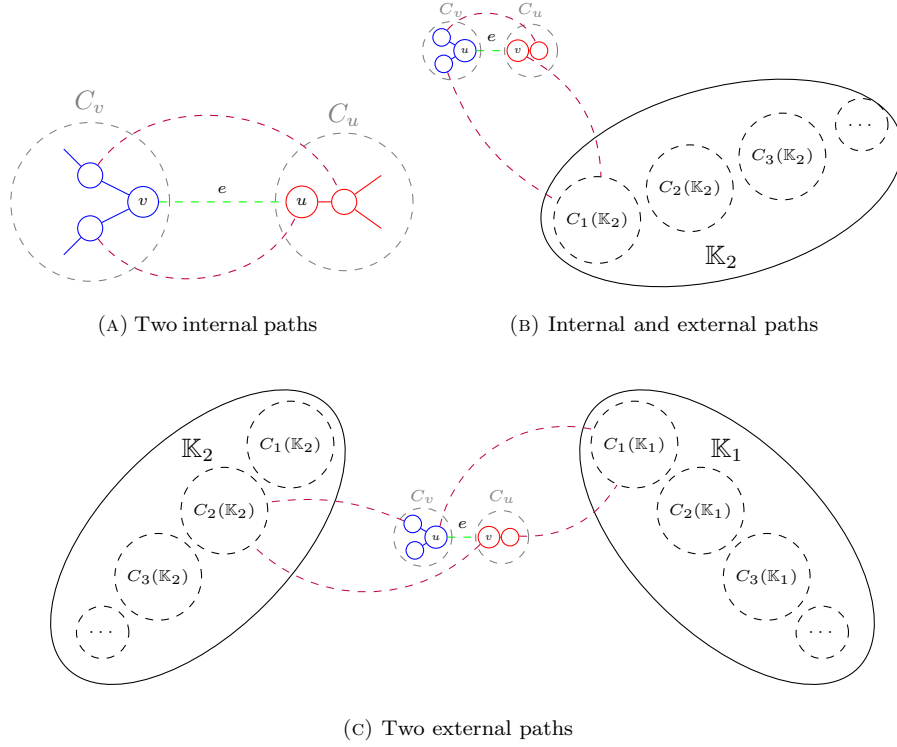 C_v
C_u
v
e
u
(A) Two internal paths
C_v
C_u
u
e
v
C_1(𝕂_2)
C_2(𝕂_2)
C_3(𝕂_2)
...
𝕂_2
(B) Internal and external paths
𝕂_2
C_1(𝕂_2)
C_2(𝕂_2)
C_3(𝕂_2)
...
C_v
C_u
u
e
v
C_1(𝕂_1)
𝕂_1
C_2(𝕂_1)
C_3(𝕂_1)
...
(C) Two external paths